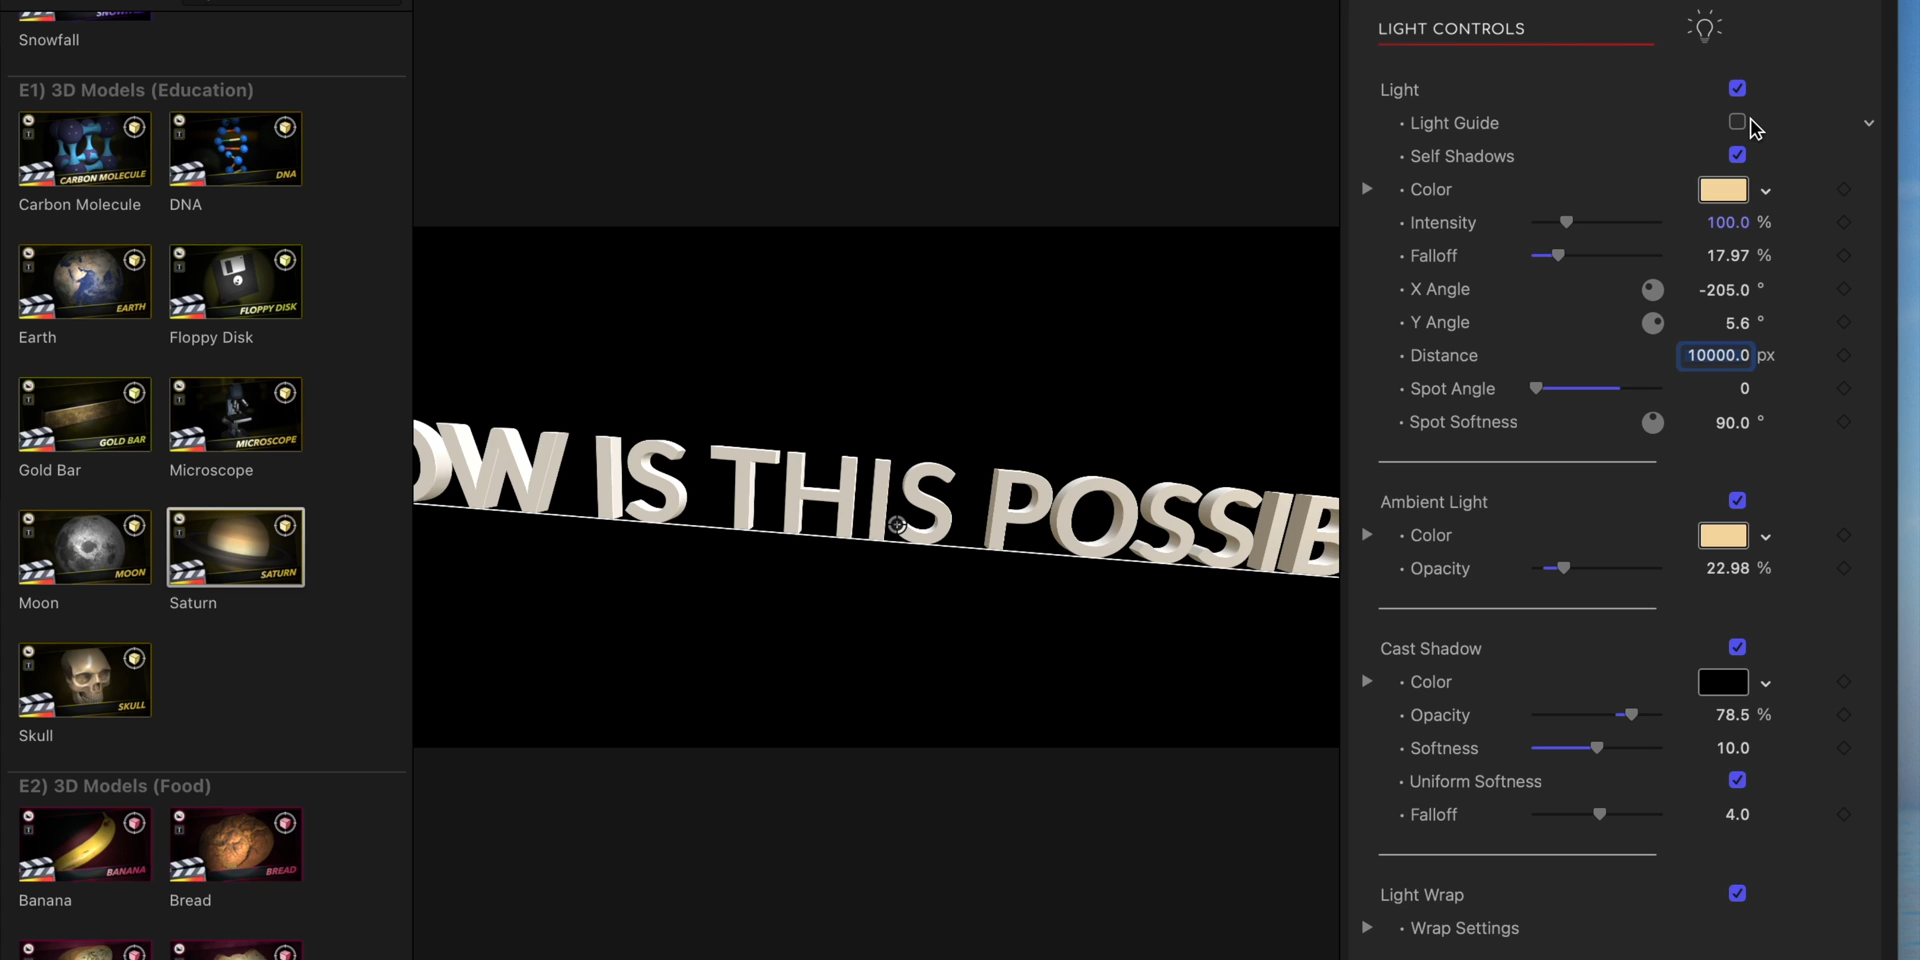 Snowfall
E1) 3D Models (Education)
CARBON MOLECULE
DNA
Carbon Molecule
DNA
EARTH
FLOPPY DISK
Earth
Floppy Disk
GOLD BAR
MICROSCOPE
Gold Bar
Microscope
MOON
SATURN
Moon
Saturn
SKULL
Skull
E2) 3D Models (Food)
BANANA
BREAD
Banana
Bread
OW IS THIS POSSIB
LIGHT CONTROLS
Light
• Light Guide
• Self Shadows
• Color
• Intensity 100.0 %
• Falloff 17.97 %
• X Angle -205.0 °
• Y Angle 5.6 °
• Distance 10000.0 px
• Spot Angle 0
• Spot Softness 90.0 °
Ambient Light
• Color
• Opacity 22.98 %
Cast Shadow
• Color
• Opacity 78.5 %
• Softness 10.0
• Uniform Softness
• Falloff 4.0
Light Wrap
• Wrap Settings